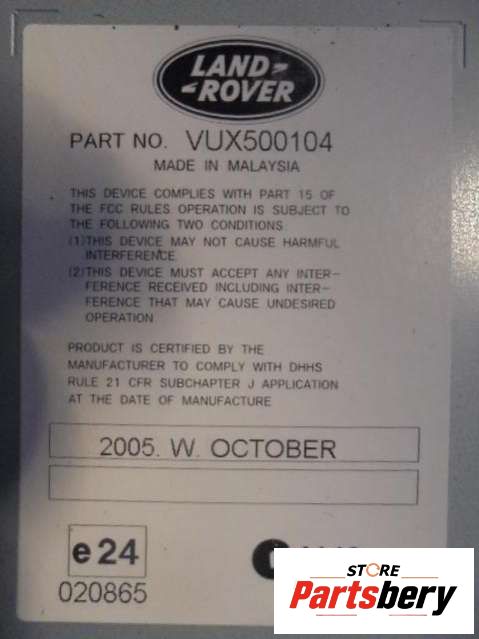 LAND-
-ROVER
PART NO. VUX500104
MADE IN MALAYSIA
THIS DEVICE COMPLIES WITH PART 15 OF
THE FCC RULES OPERATION IS SUBJECT TO
THE FOLLOWING TWO CONDITIONS
(1)THIS DEVICE MAY NOT CAUSE HARMFUL
INTERFERENCE.
(2)THIS DEVICE MUST ACCEPT ANY INTER-
FERENCE RECEIVED INCLUDING INTER-
FERENCE THAT MAY CAUSE UNDESIRED
OPERATION
PRODUCT IS CERTIFIED BY THE
MANUFACTURER TO COMPLY WITH DHHS
RULE 21 CFR SUBCHAPTER J APPLICATION
AT THE DATE OF MANUFACTURE
2005. W. OCTOBER
e24
020865
STORE
Partsbery